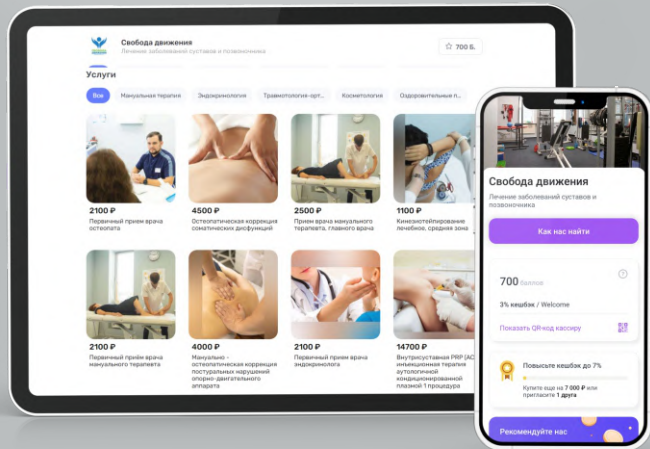 Свобода движения
Лечение заболеваний суставов и позвоночника
700 Б.
Услуги
Все
Мануальная терапия
Эндокринология
Травмотология-орт...
Косметология
Оздоровительные п...
2100 ₽
Первичный прием врача
остеопата
4500 ₽
Остеопатическая коррекция
соматических дисфункций
2500 ₽
Прием врача мануального
терапевта, главного врача
1100 ₽
Кинезиотейпирование
лечебное, средняя зона
2100 ₽
Первичный приём врача
мануального терапевта
4000 ₽
Мануально -
остеопатическая коррекция
постуральных нарушений
опорно-двигательного
аппарата
2100 ₽
Первичный прием врача
эндокринолога
14700 ₽
Внутрисуставная PRP (АС
инъекционная терапия
аутологичной
кондиционированной
плазмой 1 процедура
Свобода движения
Лечение заболеваний суставов и
позвоночника
Как нас найти
700 баллов
3% кешбэк / Welcome
Показать QR-код кассиру
Повысьте кешбэк до 7%
Купите еще на 7 000 ₽ или
пригласите 1 друга
Рекомендуйте нас